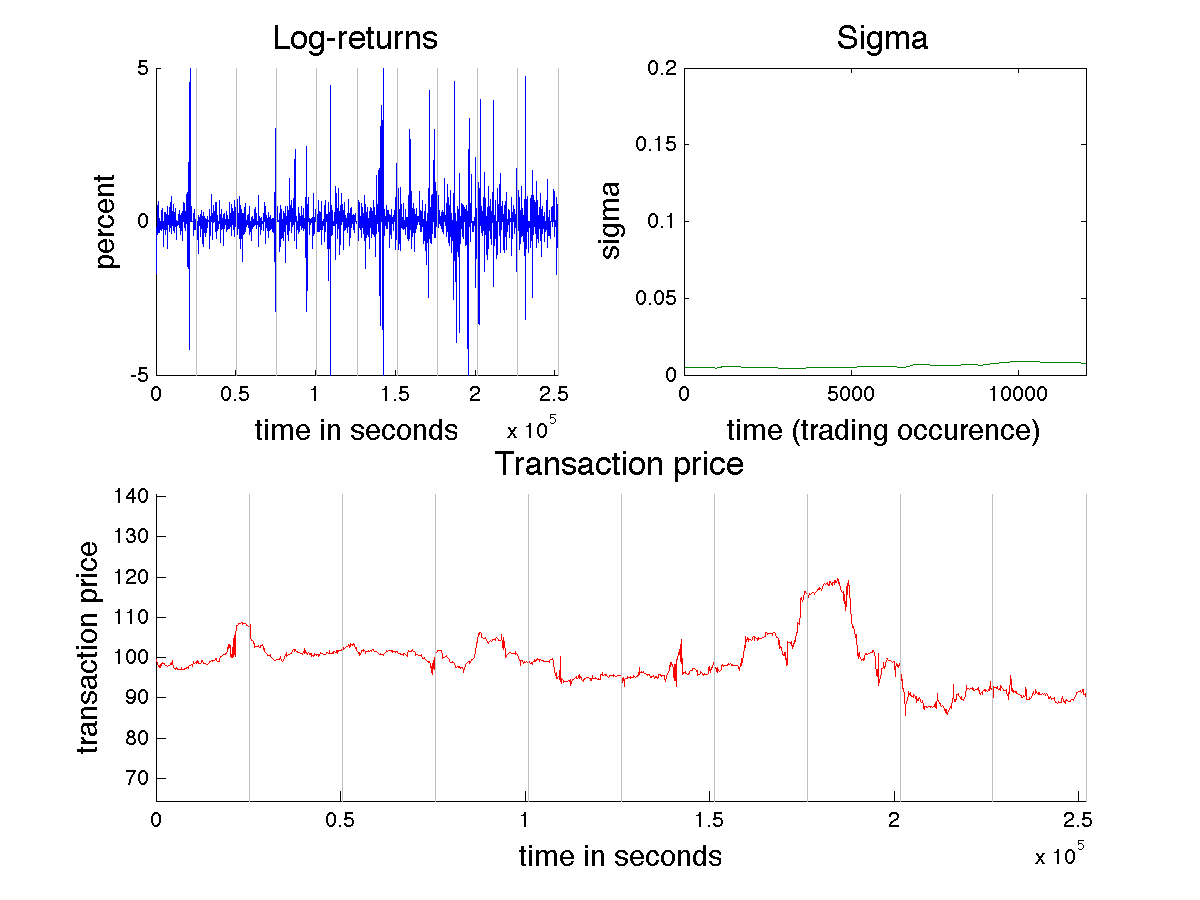 Log-returns
5
0
-5
percent
0
0.5
1
1.5
2
2.5
time in seconds
x 10^5
Sigma
0.2
0.15
0.1
0.05
0
sigma
0
5000
10000
time (trading occurence)
Transaction price
140
130
120
110
100
90
80
70
transaction price
0
0.5
1
1.5
2
2.5
time in seconds
x 10^5